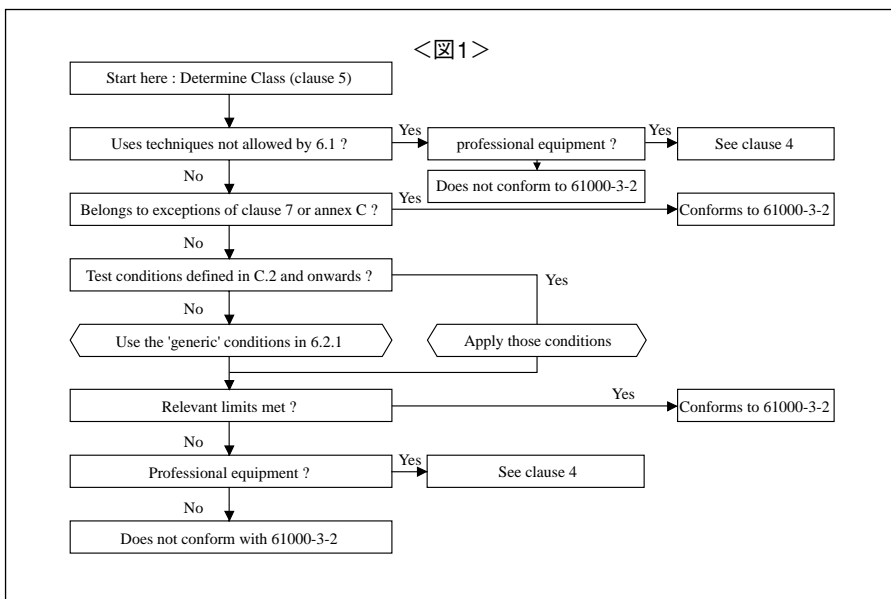 <図1>
Start here : Determine Class (clause 5)
Uses techniques not allowed by 6.1 ?
Yes
professional equipment ?
Yes
See clause 4
No
Does not conform to 61000-3-2
Belongs to exceptions of clause 7 or annex C ?
Yes
Conforms to 61000-3-2
No
Test conditions defined in C.2 and onwards ?
Yes
No
Use the 'generic' conditions in 6.2.1
Apply those conditions
Relevant limits met ?
Yes
Conforms to 61000-3-2
No
Professional equipment ?
Yes
See clause 4
No
Does not conform with 61000-3-2